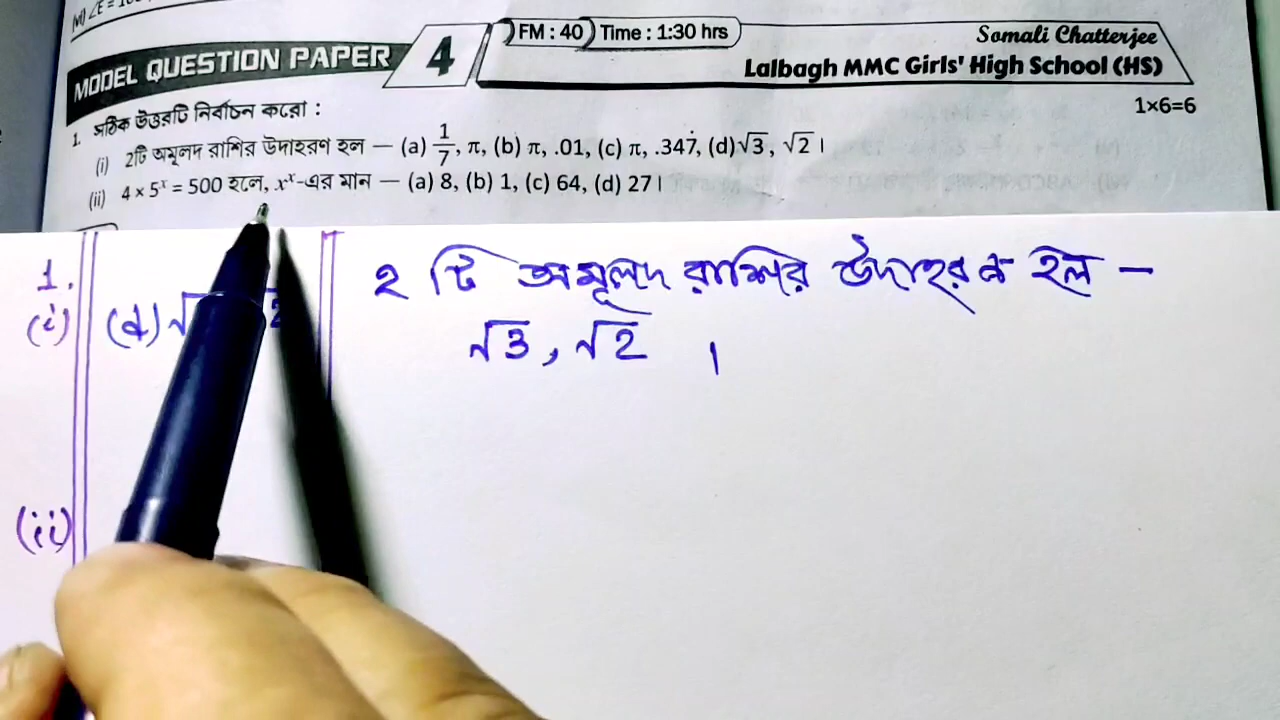 MODEL QUESTION PAPER 4 FM : 40 Time : 1:30 hrs Somali Chatterjee
Lalbagh MMC Girls' High School (HS)
1. সঠিক উত্তরটি নির্বাচন করো : 1×6=6
(i) 2টি অমূলদ রাশির উদাহরণ হল — (a) 1/7, π, (b) π, .01, (c) π, .347̇, (d) √3, √2 ।
(ii) 4 × 5ˣ = 500 হলে, xˣ-এর মান — (a) 8, (b) 1, (c) 64, (d) 27।
1.
(i) (d) ২ টি অমূলদ রাশির উদাহরণ হল –
√3, √2 ।
(ii)